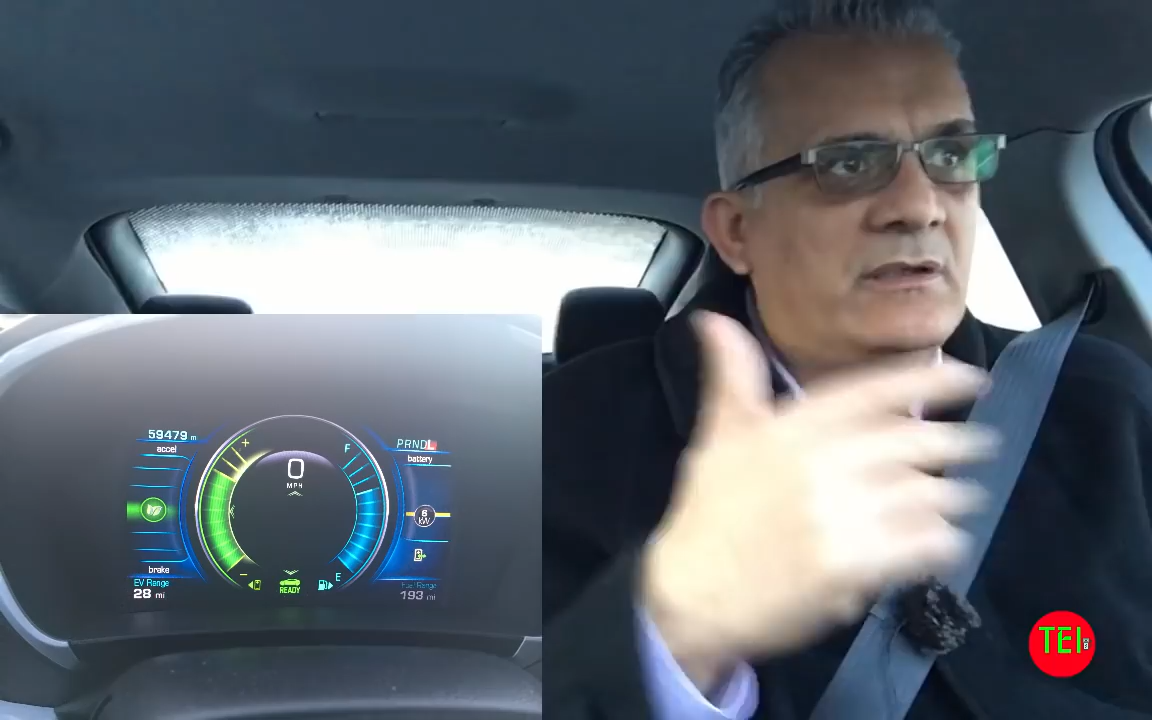 59479 m
accel
+
0
MPH
F
PRNDL
battery
6
kW
brake
EV Range
28 mi
−
READY
E
Fuel Range
193 mi
TEI